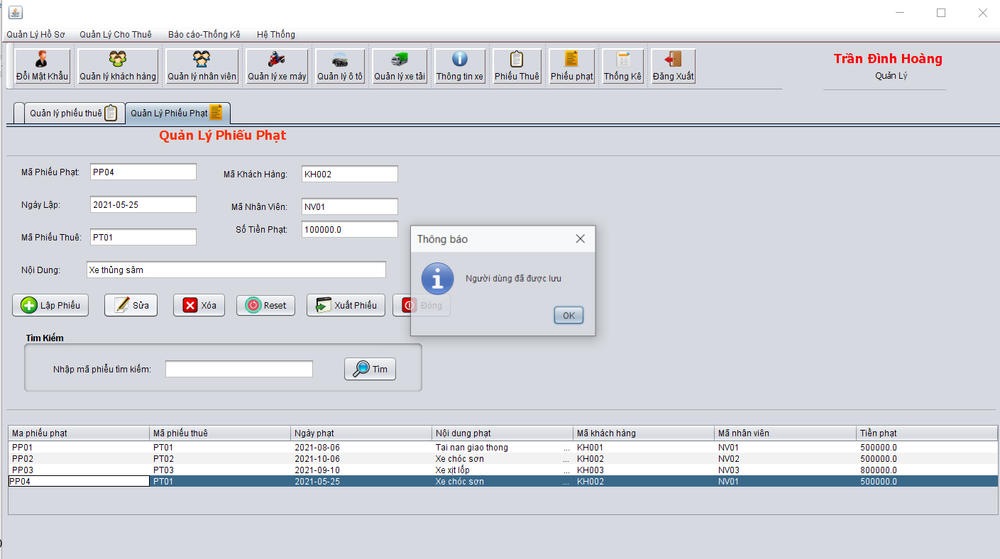 Quản Lý Hồ Sơ Quản Lý Cho Thuê Báo cáo-Thống Kê Hệ Thống
Đổi Mật Khẩu Quản lý khách hàng Quản lý nhân viên Quản lý xe máy Quản lý ô tô Quản lý xe tải Thông tin xe Phiếu Thuê Phiếu phạt Thống Kê Đăng Xuất
Trần Đình Hoàng
Quản Lý
Quản lý phiếu thuê Quản Lý Phiếu Phạt
Quản Lý Phiếu Phạt
Mã Phiếu Phạt: PP04 Mã Khách Hàng: KH002
Ngày Lập: 2021-05-25 Mã Nhân Viên: NV01
Mã Phiếu Thuê: PT01 Số Tiền Phạt: 100000.0
Nội Dung: Xe thủng săm
Thông báo
Người dùng đã được lưu
OK
Lập Phiếu Sửa Xóa Reset Xuất Phiếu Đóng
Tìm Kiếm
Nhập mã phiễu tìm kiếm: Tìm
Ma phiếu phạt Mã phiếu thuê Ngày phạt Nội dung phạt Mã khách hàng Mã nhân viên Tiền phạt
PP01 PT01 2021-08-06 Tai nan giao thong ... KH001 NV01 500000.0
PP02 PT02 2021-10-06 Xe chóc sơn ... KH002 NV02 500000.0
PP03 PT03 2021-09-10 Xe xịt lốp ... KH003 NV03 800000.0
PP04 PT01 2021-05-25 Xe chóc sơn ... KH002 NV01 500000.0